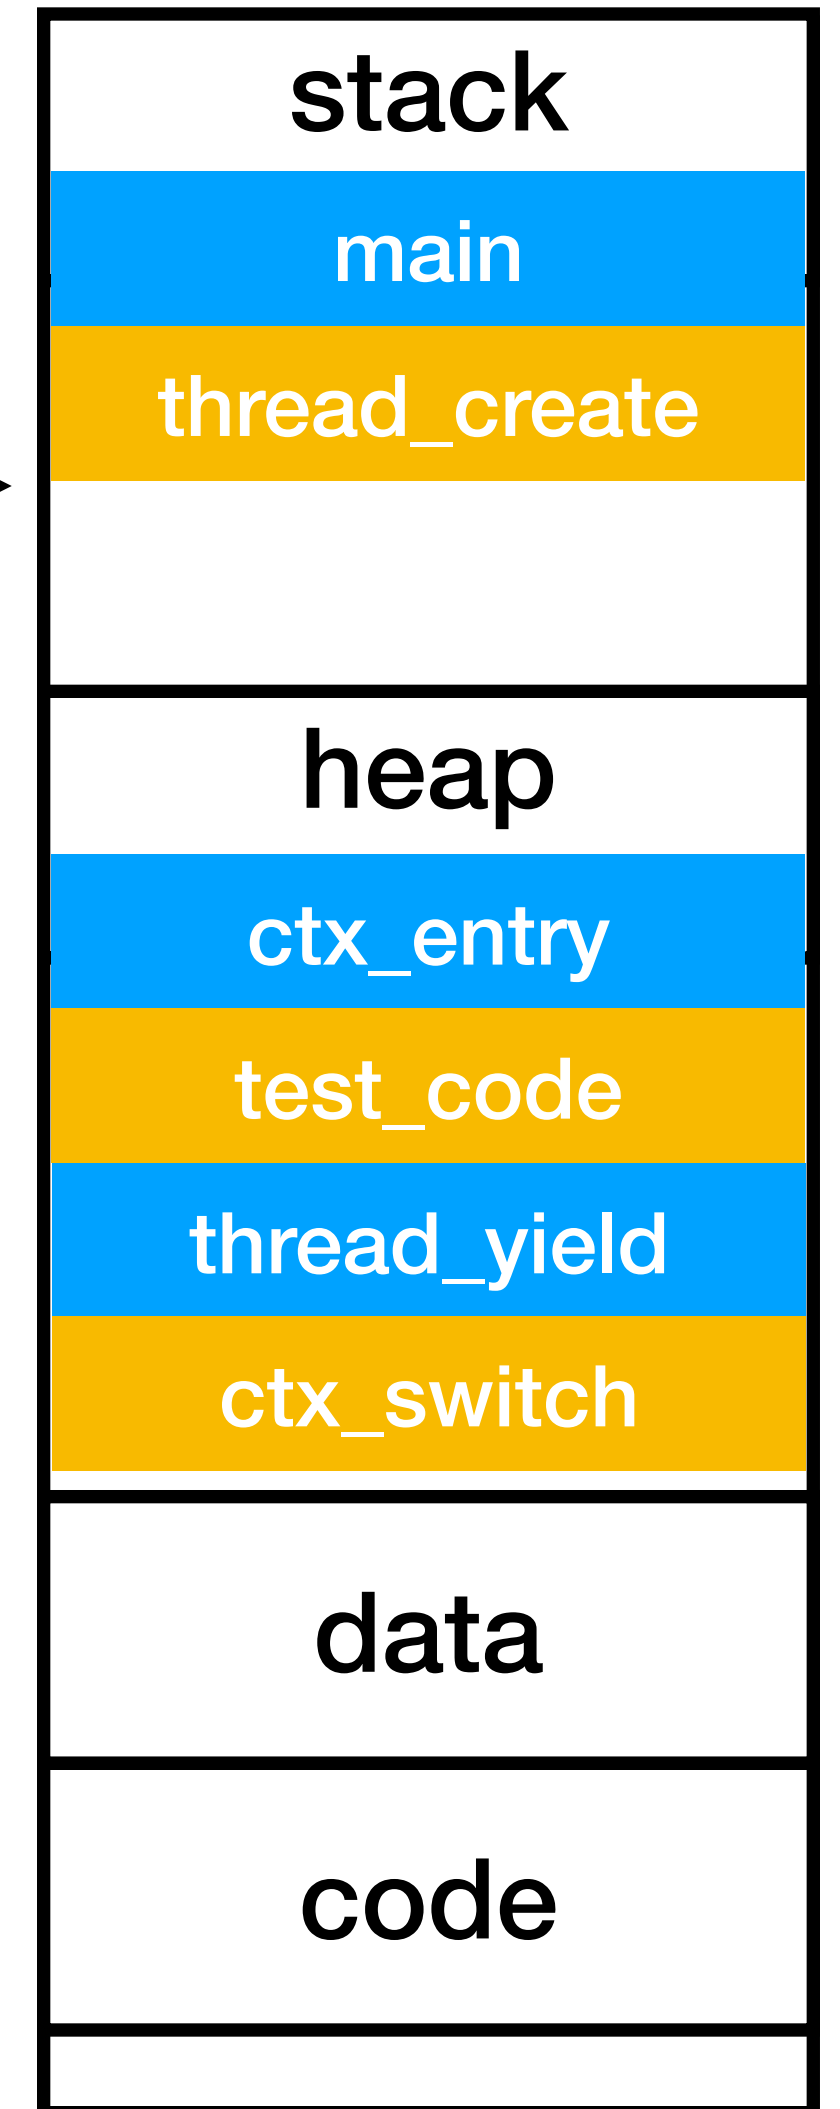 stack
main
thread_create
heap
ctx_entry
test_code
thread_yield
ctx_switch
data
code